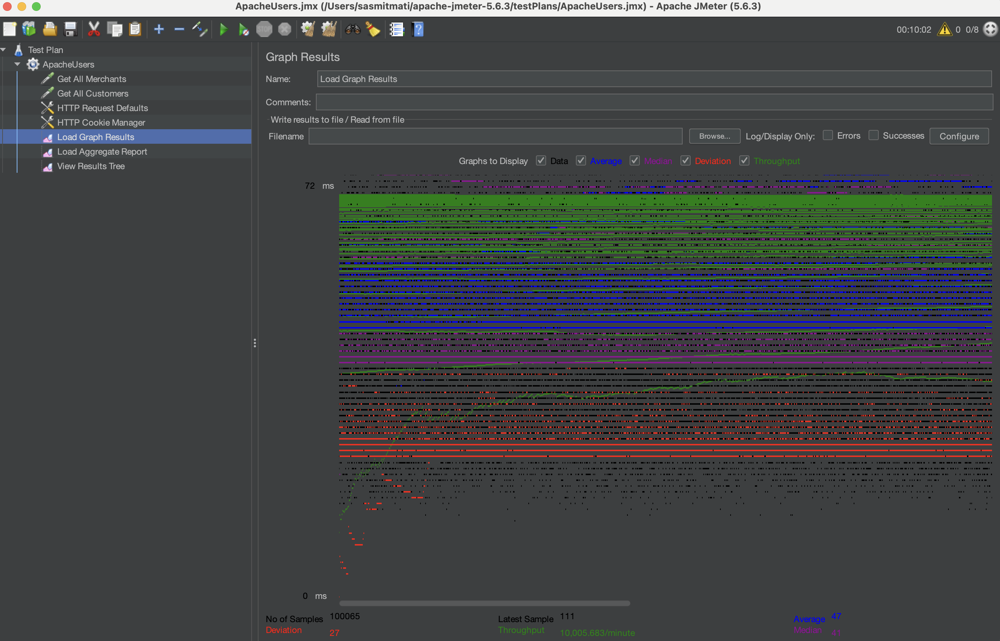 ApacheUsers.jmx (/Users/sasmitmati/apache-jmeter-5.6.3/testPlans/ApacheUsers.jmx) - Apache JMeter (5.6.3)
STOP
?
00:10:02 0 0/8
Test Plan
ApacheUsers
Get All Merchants
Get All Customers
HTTP Request Defaults
HTTP Cookie Manager
Load Graph Results
Load Aggregate Report
View Results Tree
Graph Results
Name: Load Graph Results
Comments:
Write results to file / Read from file
Filename Browse... Log/Display Only: Errors Successes Configure
Graphs to Display Data Average Median Deviation Throughput
72 ms
0 ms
No of Samples 100065 Latest Sample 111 Average 47
Deviation 27 Throughput 10,005.683/minute Median 41